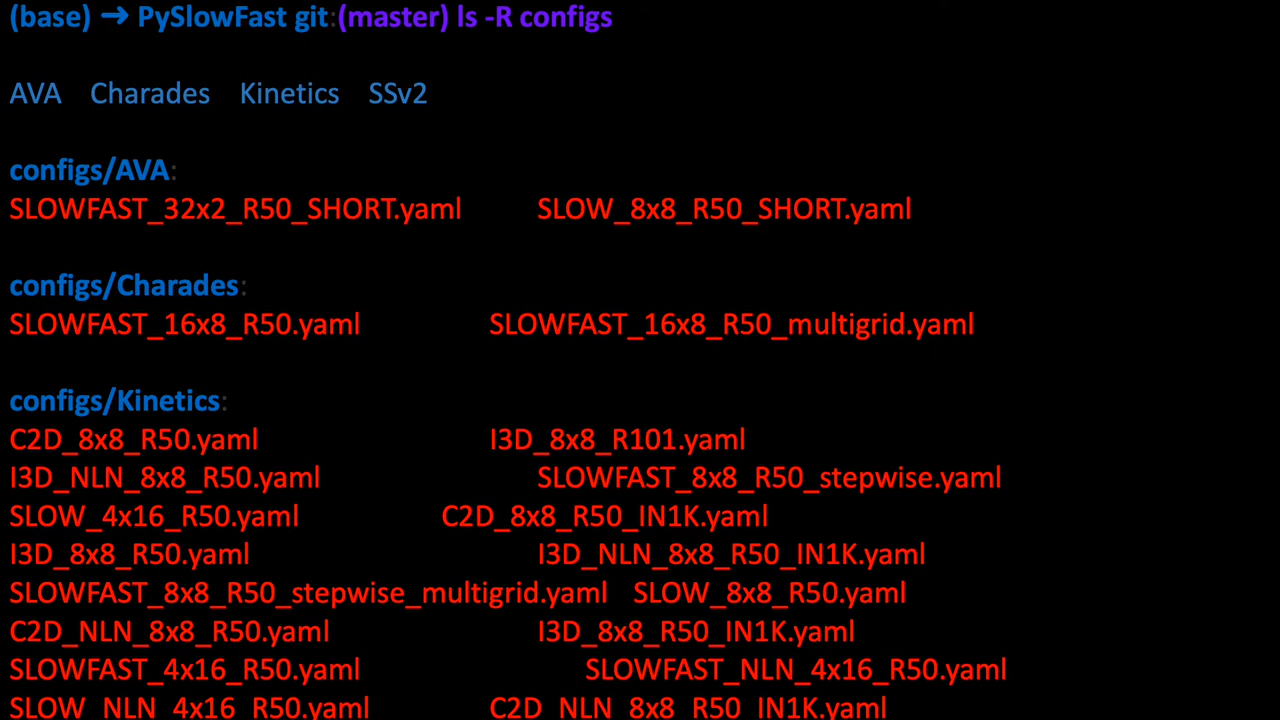 (base) ➜ PySlowFast git:(master) ls -R configs
AVA Charades Kinetics SSv2
configs/AVA:
SLOWFAST_32x2_R50_SHORT.yaml SLOW_8x8_R50_SHORT.yaml
configs/Charades:
SLOWFAST_16x8_R50.yaml SLOWFAST_16x8_R50_multigrid.yaml
configs/Kinetics:
C2D_8x8_R50.yaml I3D_8x8_R101.yaml
I3D_NLN_8x8_R50.yaml SLOWFAST_8x8_R50_stepwise.yaml
SLOW_4x16_R50.yaml C2D_8x8_R50_IN1K.yaml
I3D_8x8_R50.yaml I3D_NLN_8x8_R50_IN1K.yaml
SLOWFAST_8x8_R50_stepwise_multigrid.yaml SLOW_8x8_R50.yaml
C2D_NLN_8x8_R50.yaml I3D_8x8_R50_IN1K.yaml
SLOWFAST_4x16_R50.yaml SLOWFAST_NLN_4x16_R50.yaml
SLOW_NLN_4x16_R50.yaml C2D_NLN_8x8_R50_IN1K.yaml